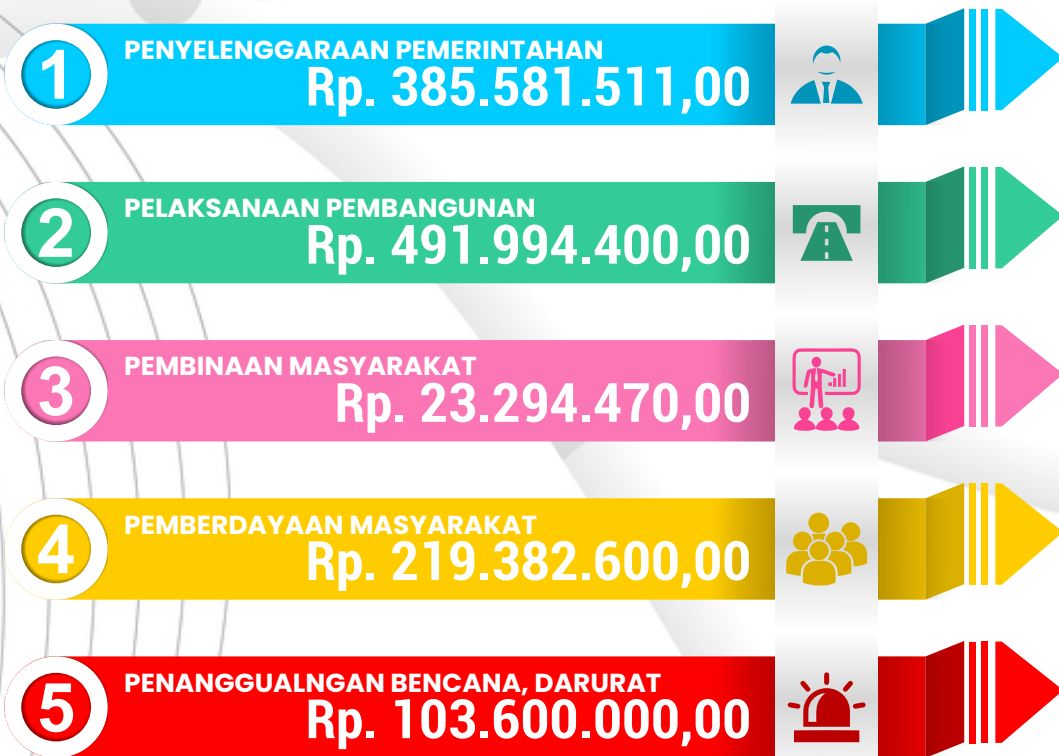 1
PENYELENGGARAAN PEMERINTAHAN
Rp. 385.581.511,00
2
PELAKSANAAN PEMBANGUNAN
Rp. 491.994.400,00
3
PEMBINAAN MASYARAKAT
Rp. 23.294.470,00
4
PEMBERDAYAAN MASYARAKAT
Rp. 219.382.600,00
5
PENANGGUALNGAN BENCANA, DARURAT
Rp. 103.600.000,00